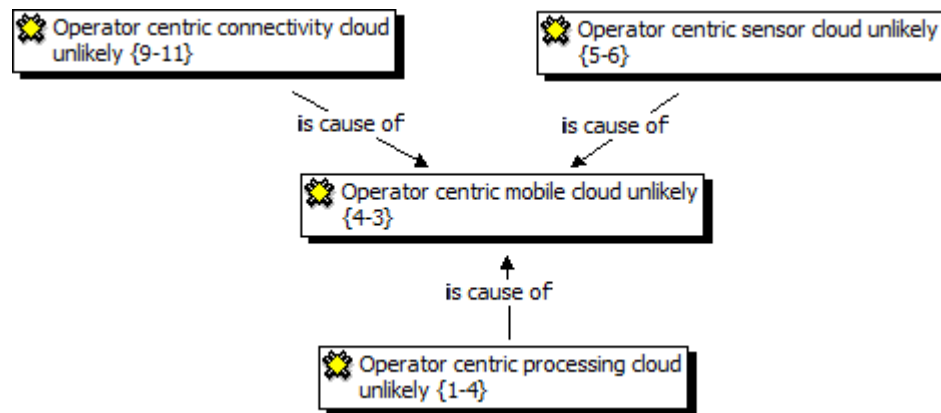 Operator centric connectivity cloud
unlikely {9-11}
Operator centric sensor cloud unlikely
{5-6}
is cause of
is cause of
Operator centric mobile cloud unlikely
{4-3}
is cause of
Operator centric processing cloud
unlikely {1-4}